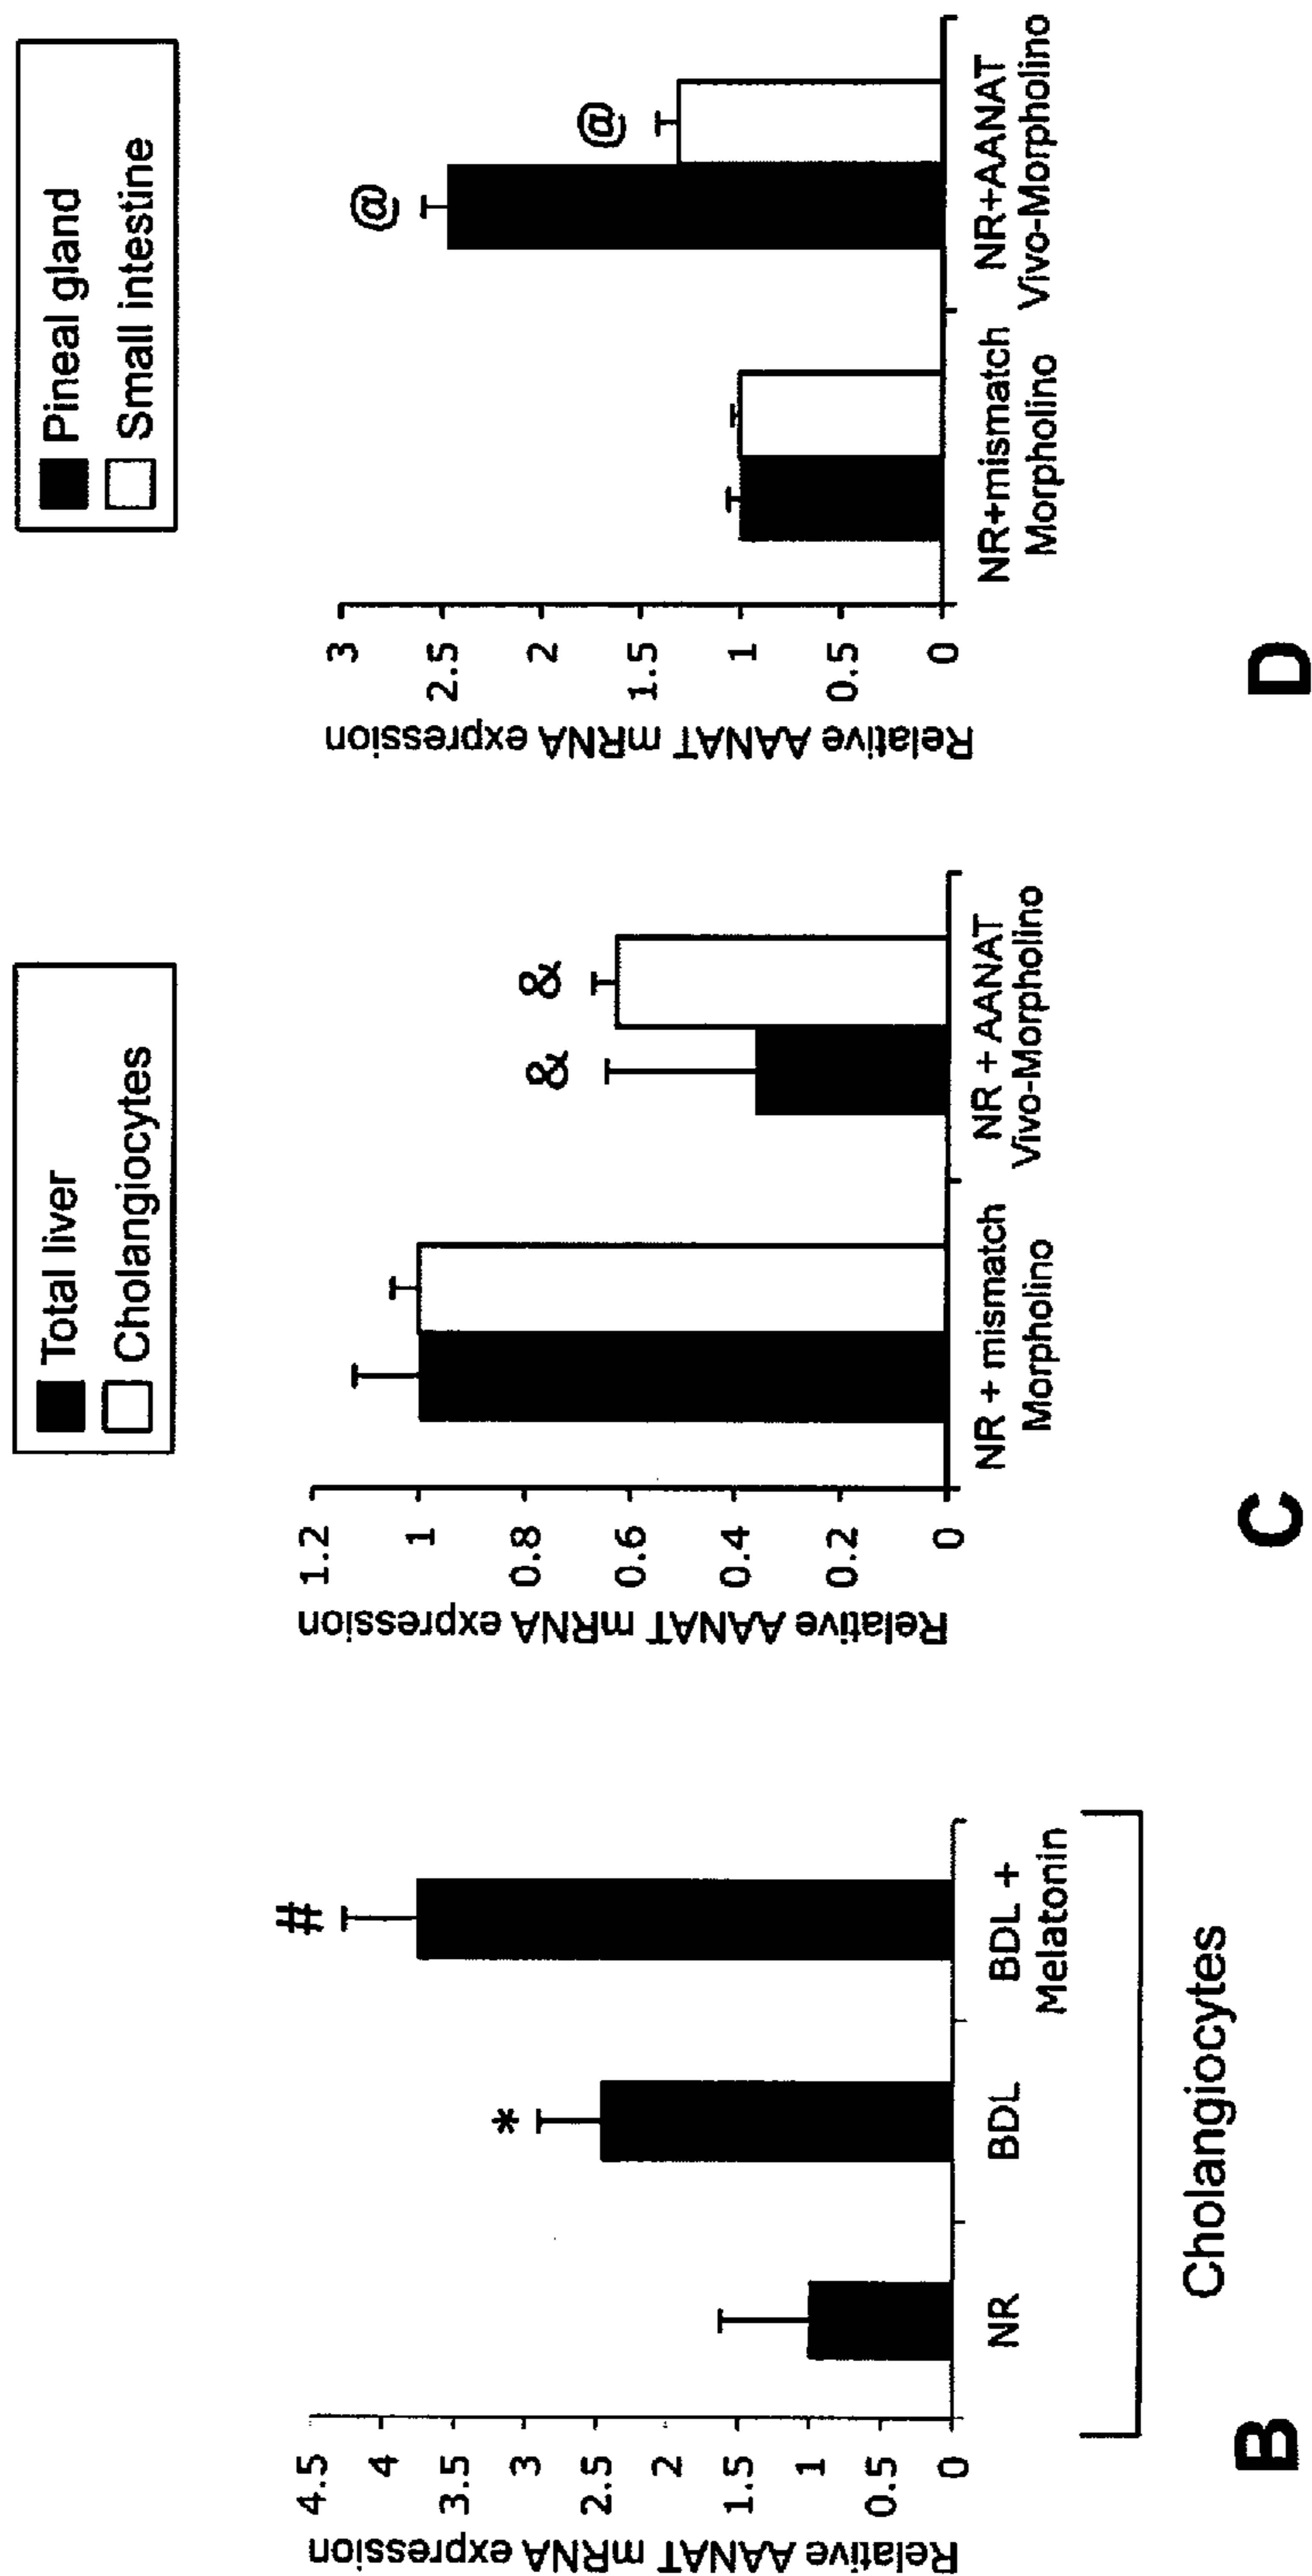 Relative AANAT mRNA expression
4.5
4
3.5
3
2.5
2
1.5
1
0.5
0
*
#
NR
BDL
BDL +
Melatonin
Cholangiocytes
B
Total liver
Cholangiocytes
Relative AANAT mRNA expression
1.2
1
0.8
0.6
0.4
0.2
0
&
&
NR + mismatch
Morpholino
NR + AANAT
Vivo-Morpholino
C
Pineal gland
Small intestine
Relative AANAT mRNA expression
3
2.5
2
1.5
1
0.5
0
@
@
NR+mismatch
Morpholino
NR+AANAT
Vivo-Morpholino
D